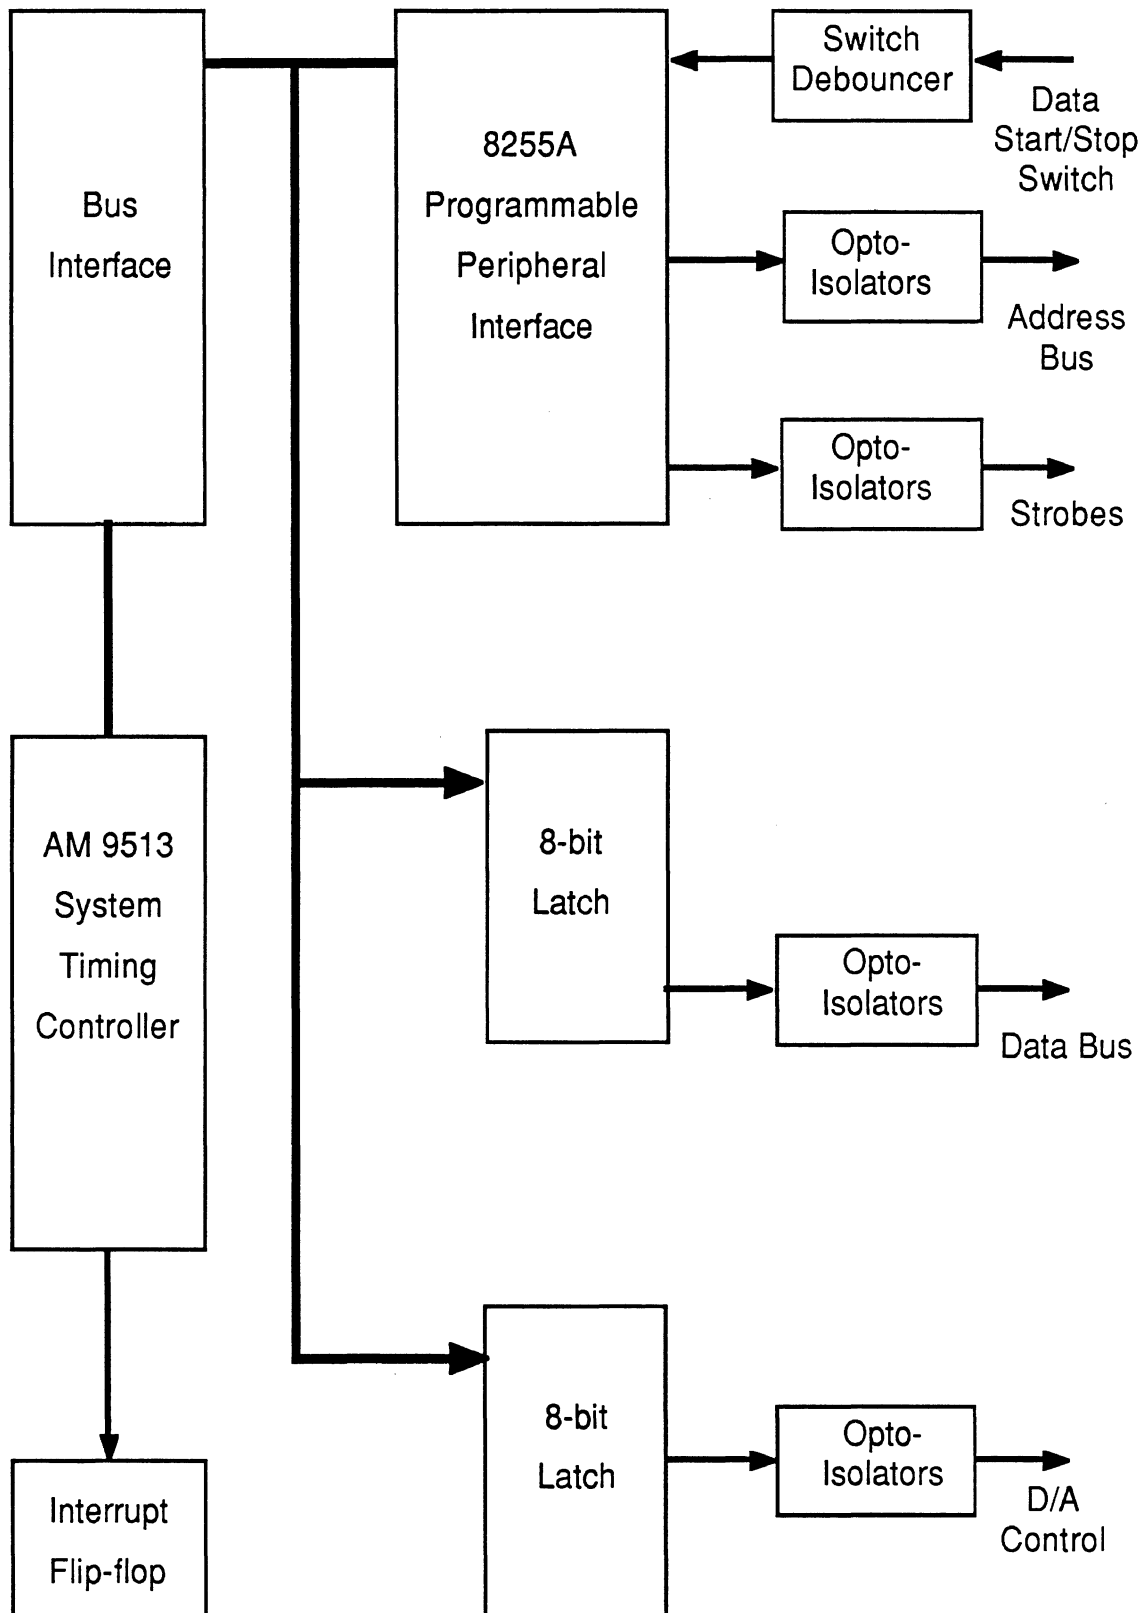 Bus
Interface
8255A
Programmable
Peripheral
Interface
Switch
Debouncer
Data
Start/Stop
Switch
Opto-
Isolators
Address
Bus
Opto-
Isolators
Strobes
AM 9513
System
Timing
Controller
8-bit
Latch
Opto-
Isolators
Data Bus
Interrupt
Flip-flop
8-bit
Latch
Opto-
Isolators
D/A
Control